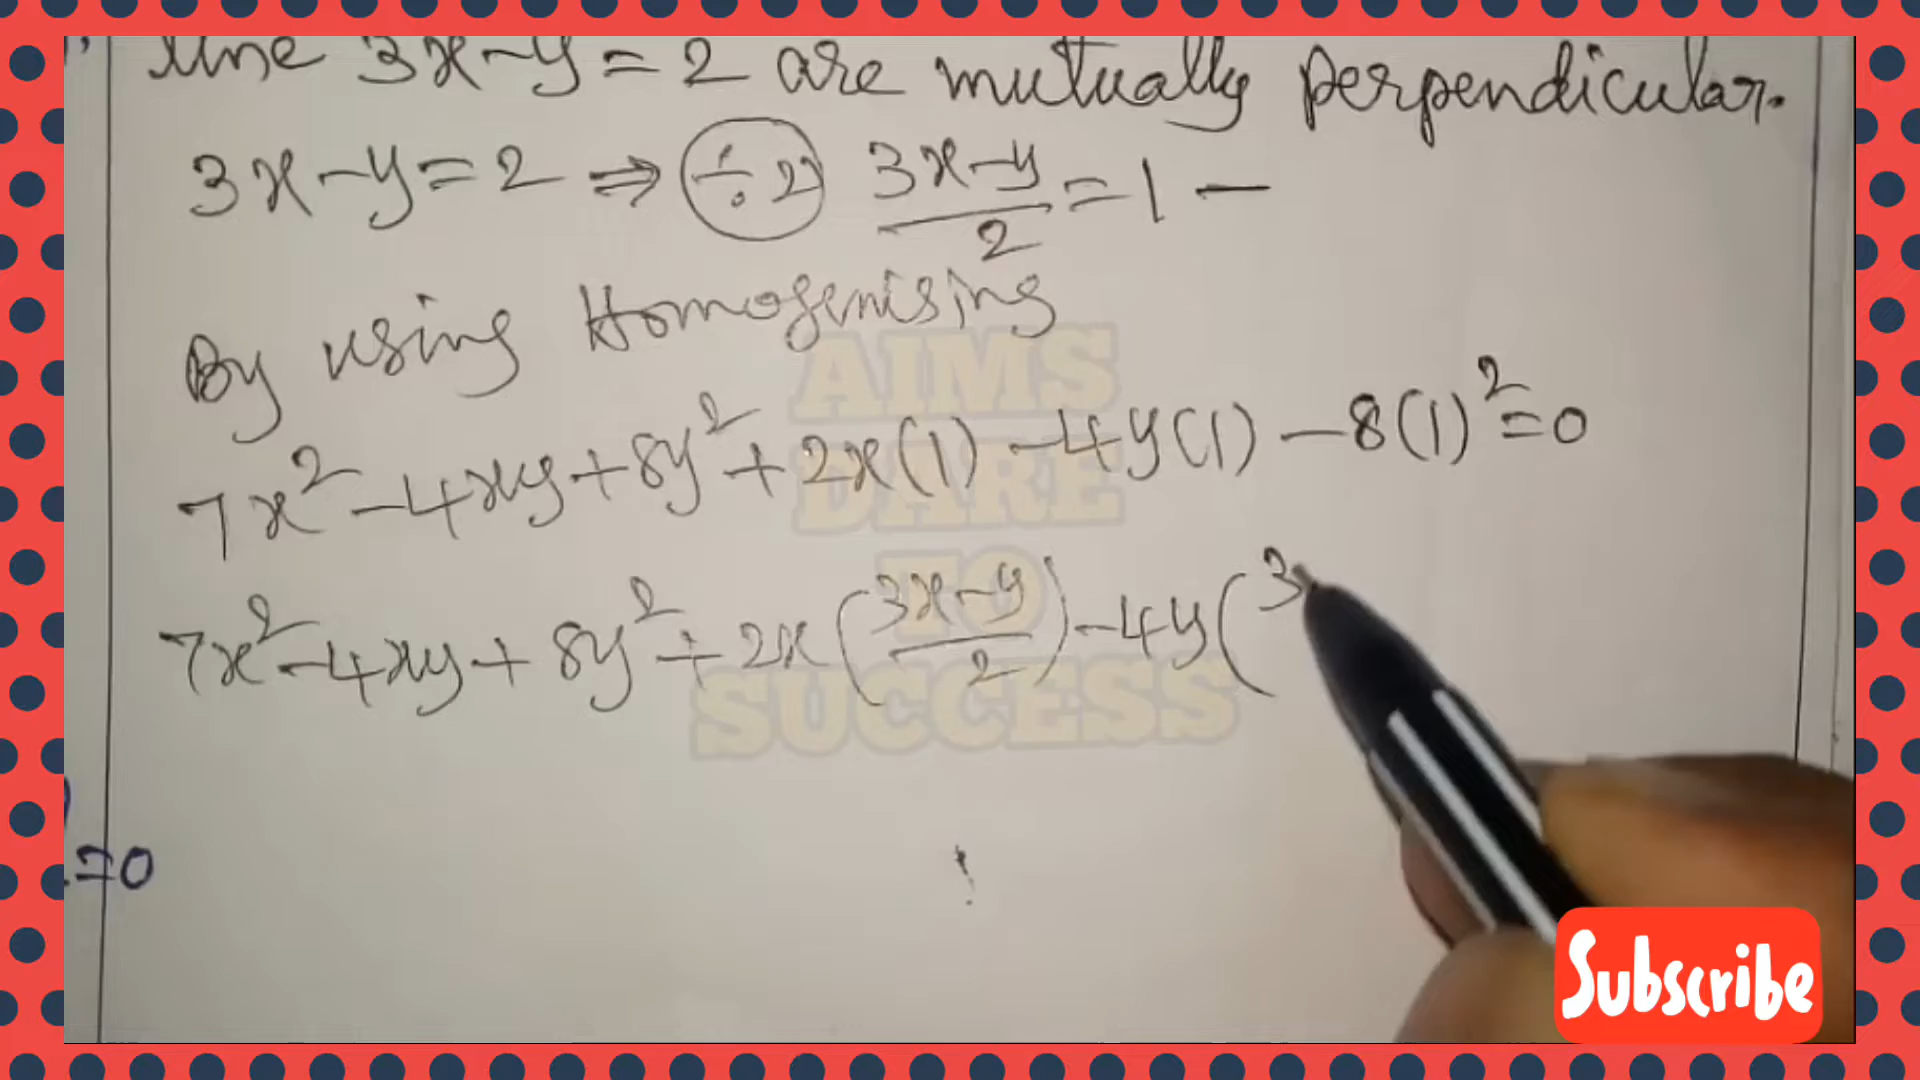 line 3x-y=2 are mutually perpendicular.
3x-y=2 ⇒ ÷2 (3x-y)/2=1 —
By using Homogenising
7x²-4xy+8y²+2x(1)-4y(1)-8(1)²=0
7x²-4xy+8y²+2x((3x-y)/2)-4y(3
=0
AIMS
DARE
TO
SUCCESS
Subscribe